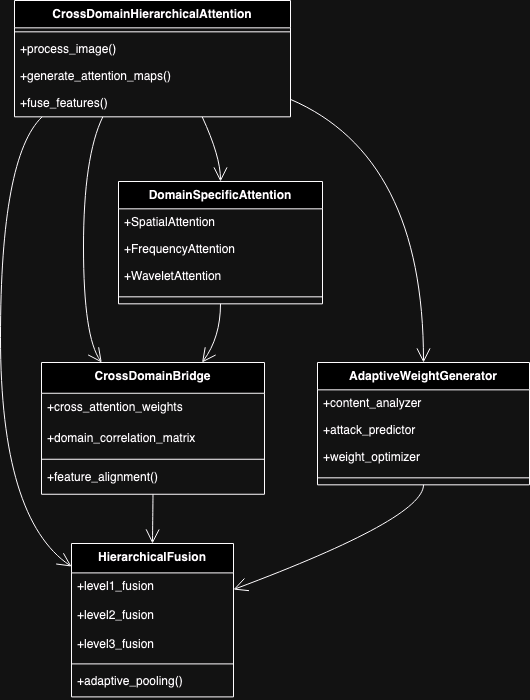 CrossDomainHierarchicalAttention
+process_image()
+generate_attention_maps()
+fuse_features()
DomainSpecificAttention
+SpatialAttention
+FrequencyAttention
+WaveletAttention
CrossDomainBridge
+cross_attention_weights
+domain_correlation_matrix
+feature_alignment()
AdaptiveWeightGenerator
+content_analyzer
+attack_predictor
+weight_optimizer
HierarchicalFusion
+level1_fusion
+level2_fusion
+level3_fusion
+adaptive_pooling()